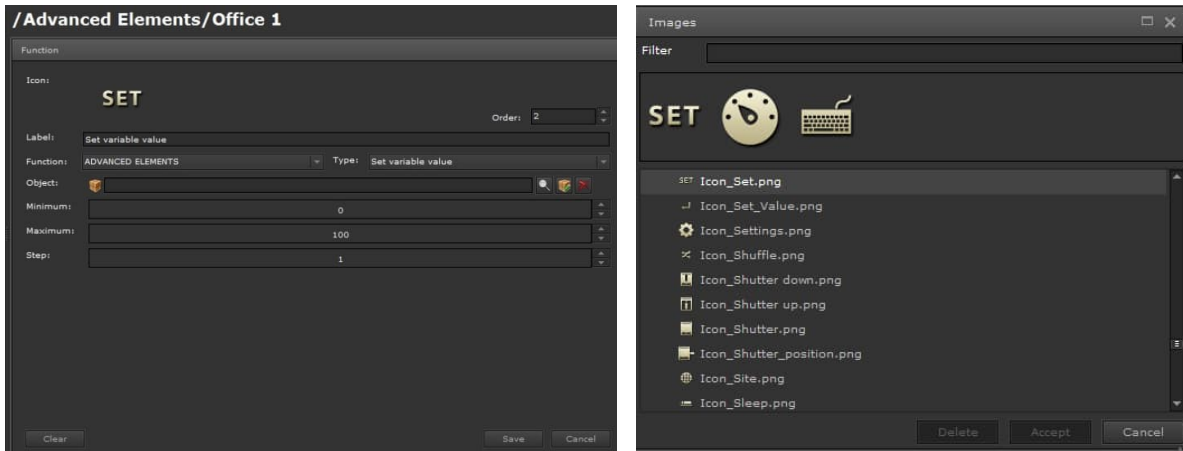 /Advanced Elements/Office 1
Function
Icon:
SET
Order: 2
Label: Set variable value
Function: ADVANCED ELEMENTS Type: Set variable value
Object:
Minimum: 0
Maximum: 100
Step: 1
Clear Save Cancel
Images
Filter
SET
SET Icon_Set.png
Icon_Set_Value.png
Icon_Settings.png
Icon_Shuffle.png
Icon_Shutter down.png
Icon_Shutter up.png
Icon_Shutter.png
Icon_Shutter_position.png
Icon_Site.png
Icon_Sleep.png
Delete Accept Cancel